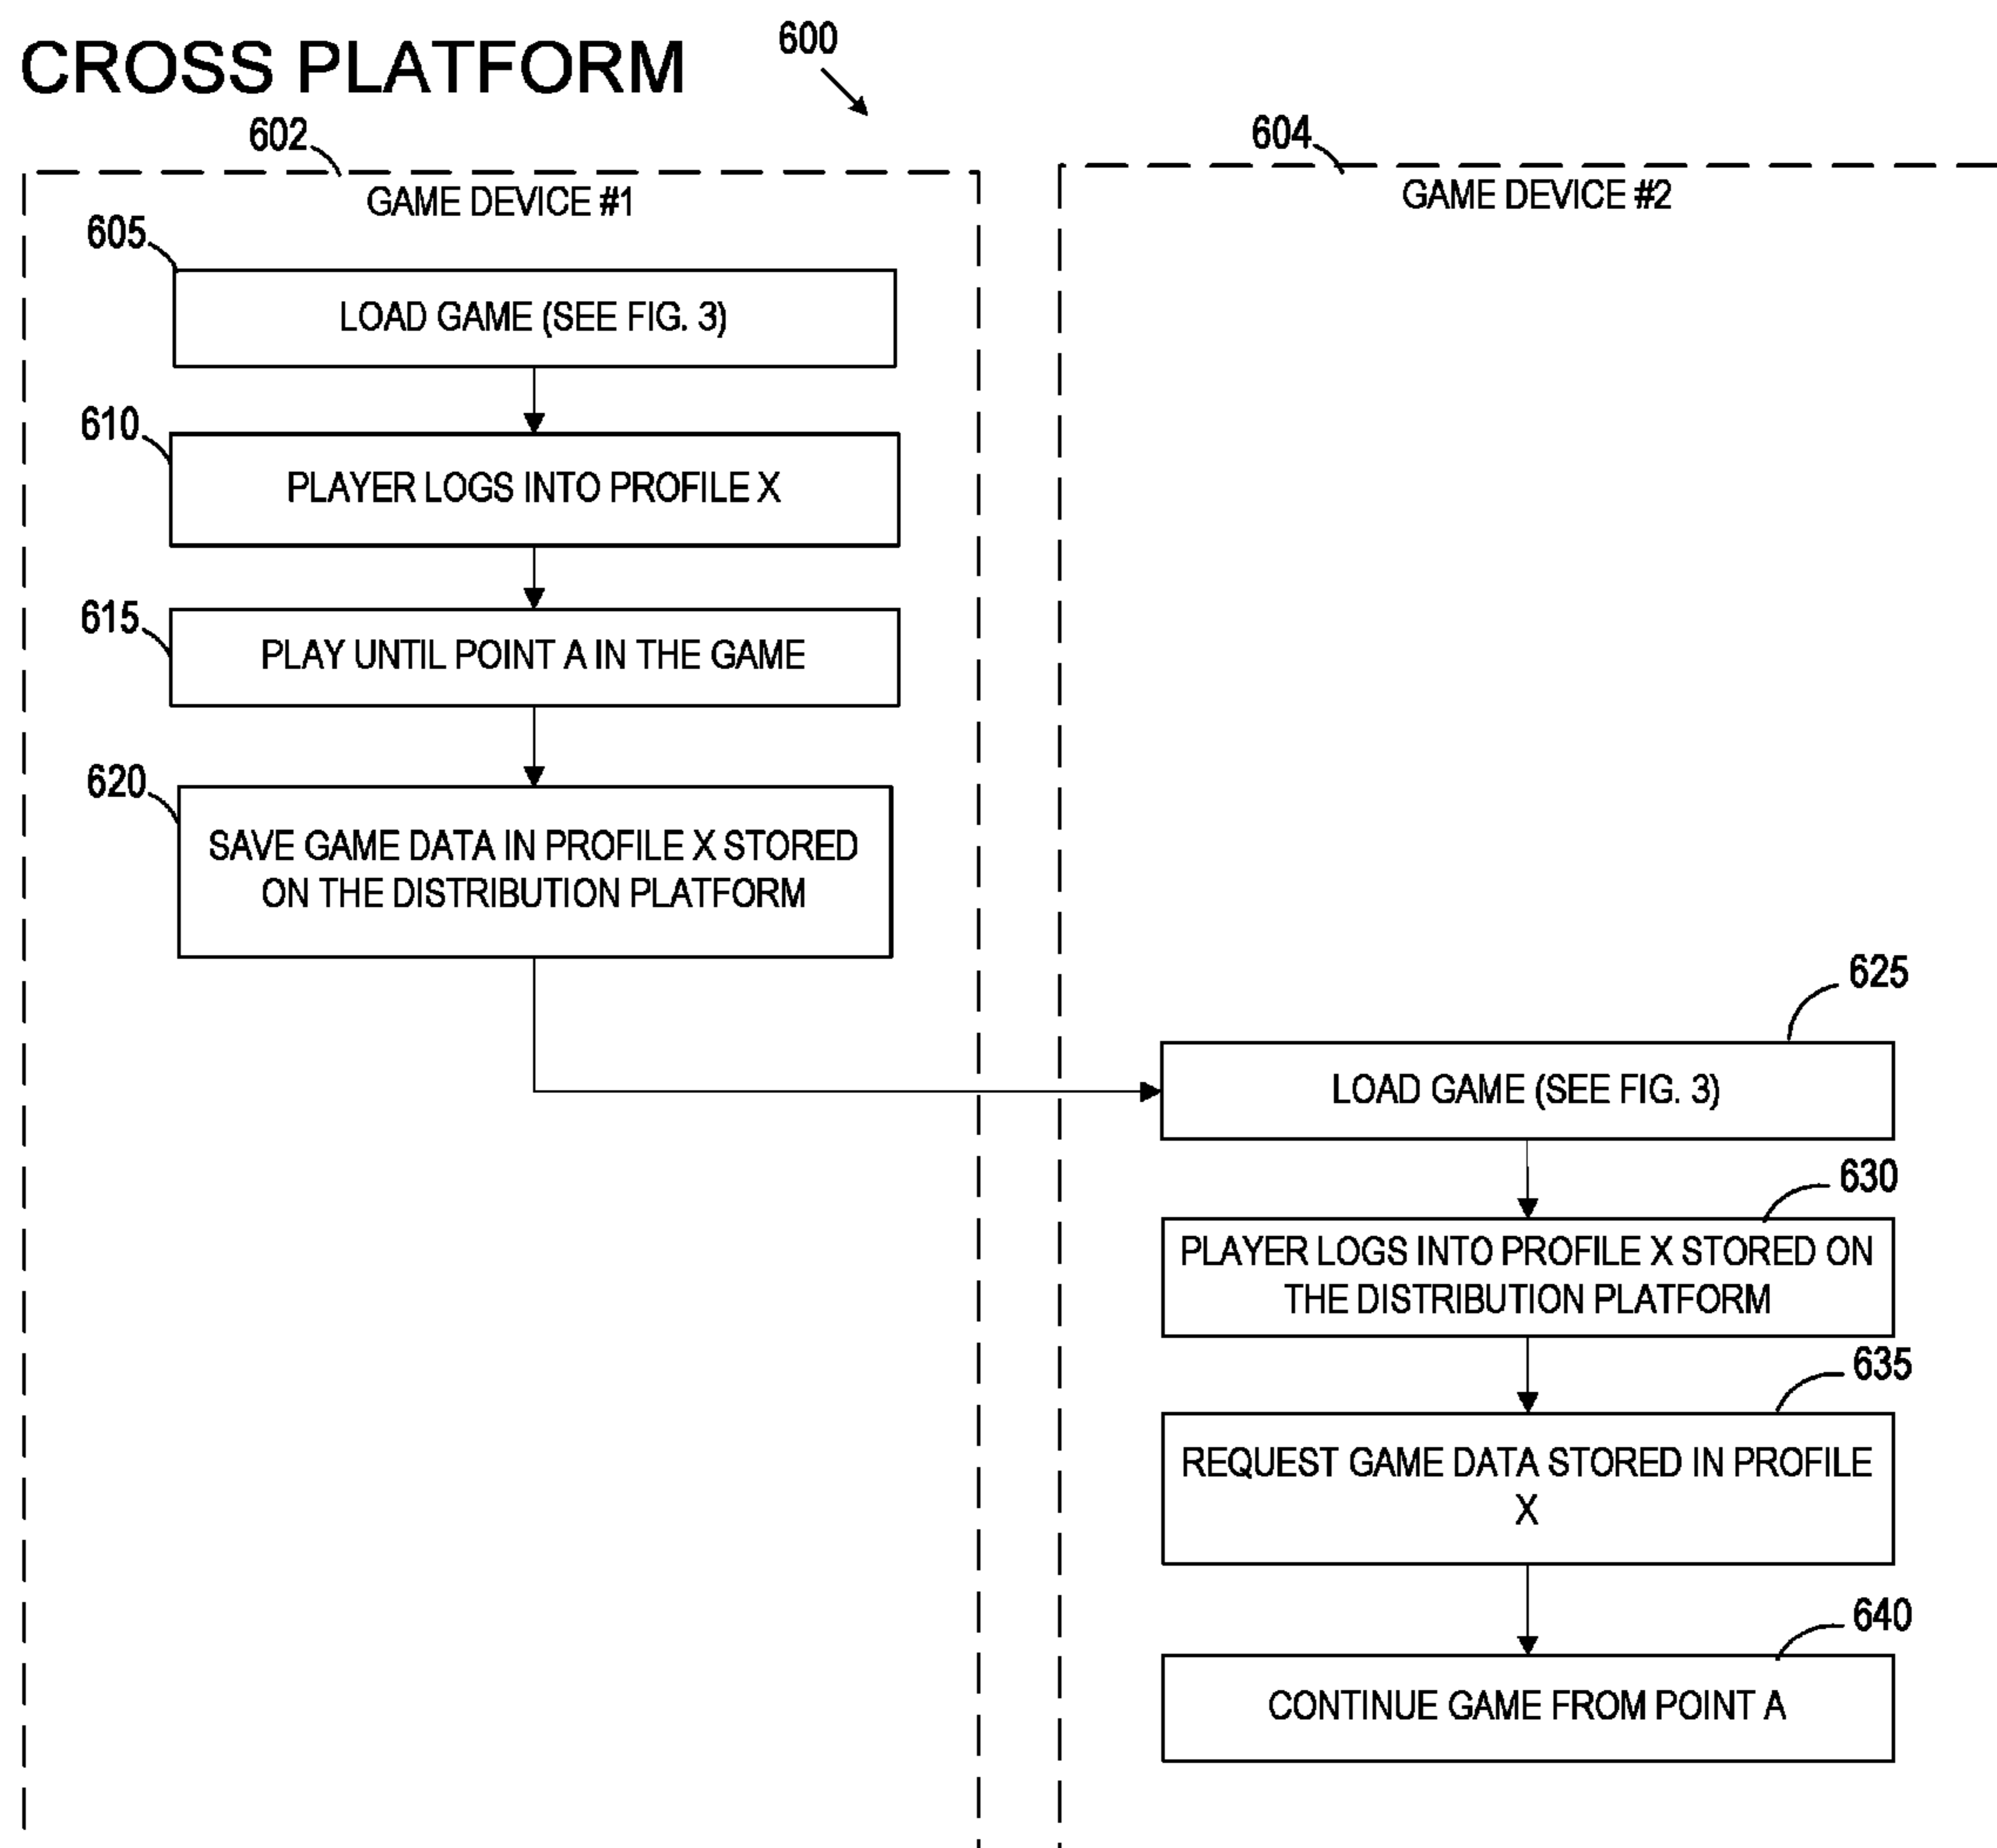 CROSS PLATFORM
600
602
GAME DEVICE #1
605
LOAD GAME (SEE FIG. 3)
610
PLAYER LOGS INTO PROFILE X
615
PLAY UNTIL POINT A IN THE GAME
620
SAVE GAME DATA IN PROFILE X STORED
ON THE DISTRIBUTION PLATFORM
604
GAME DEVICE #2
625
LOAD GAME (SEE FIG. 3)
630
PLAYER LOGS INTO PROFILE X STORED ON
THE DISTRIBUTION PLATFORM
635
REQUEST GAME DATA STORED IN PROFILE
X
640
CONTINUE GAME FROM POINT A